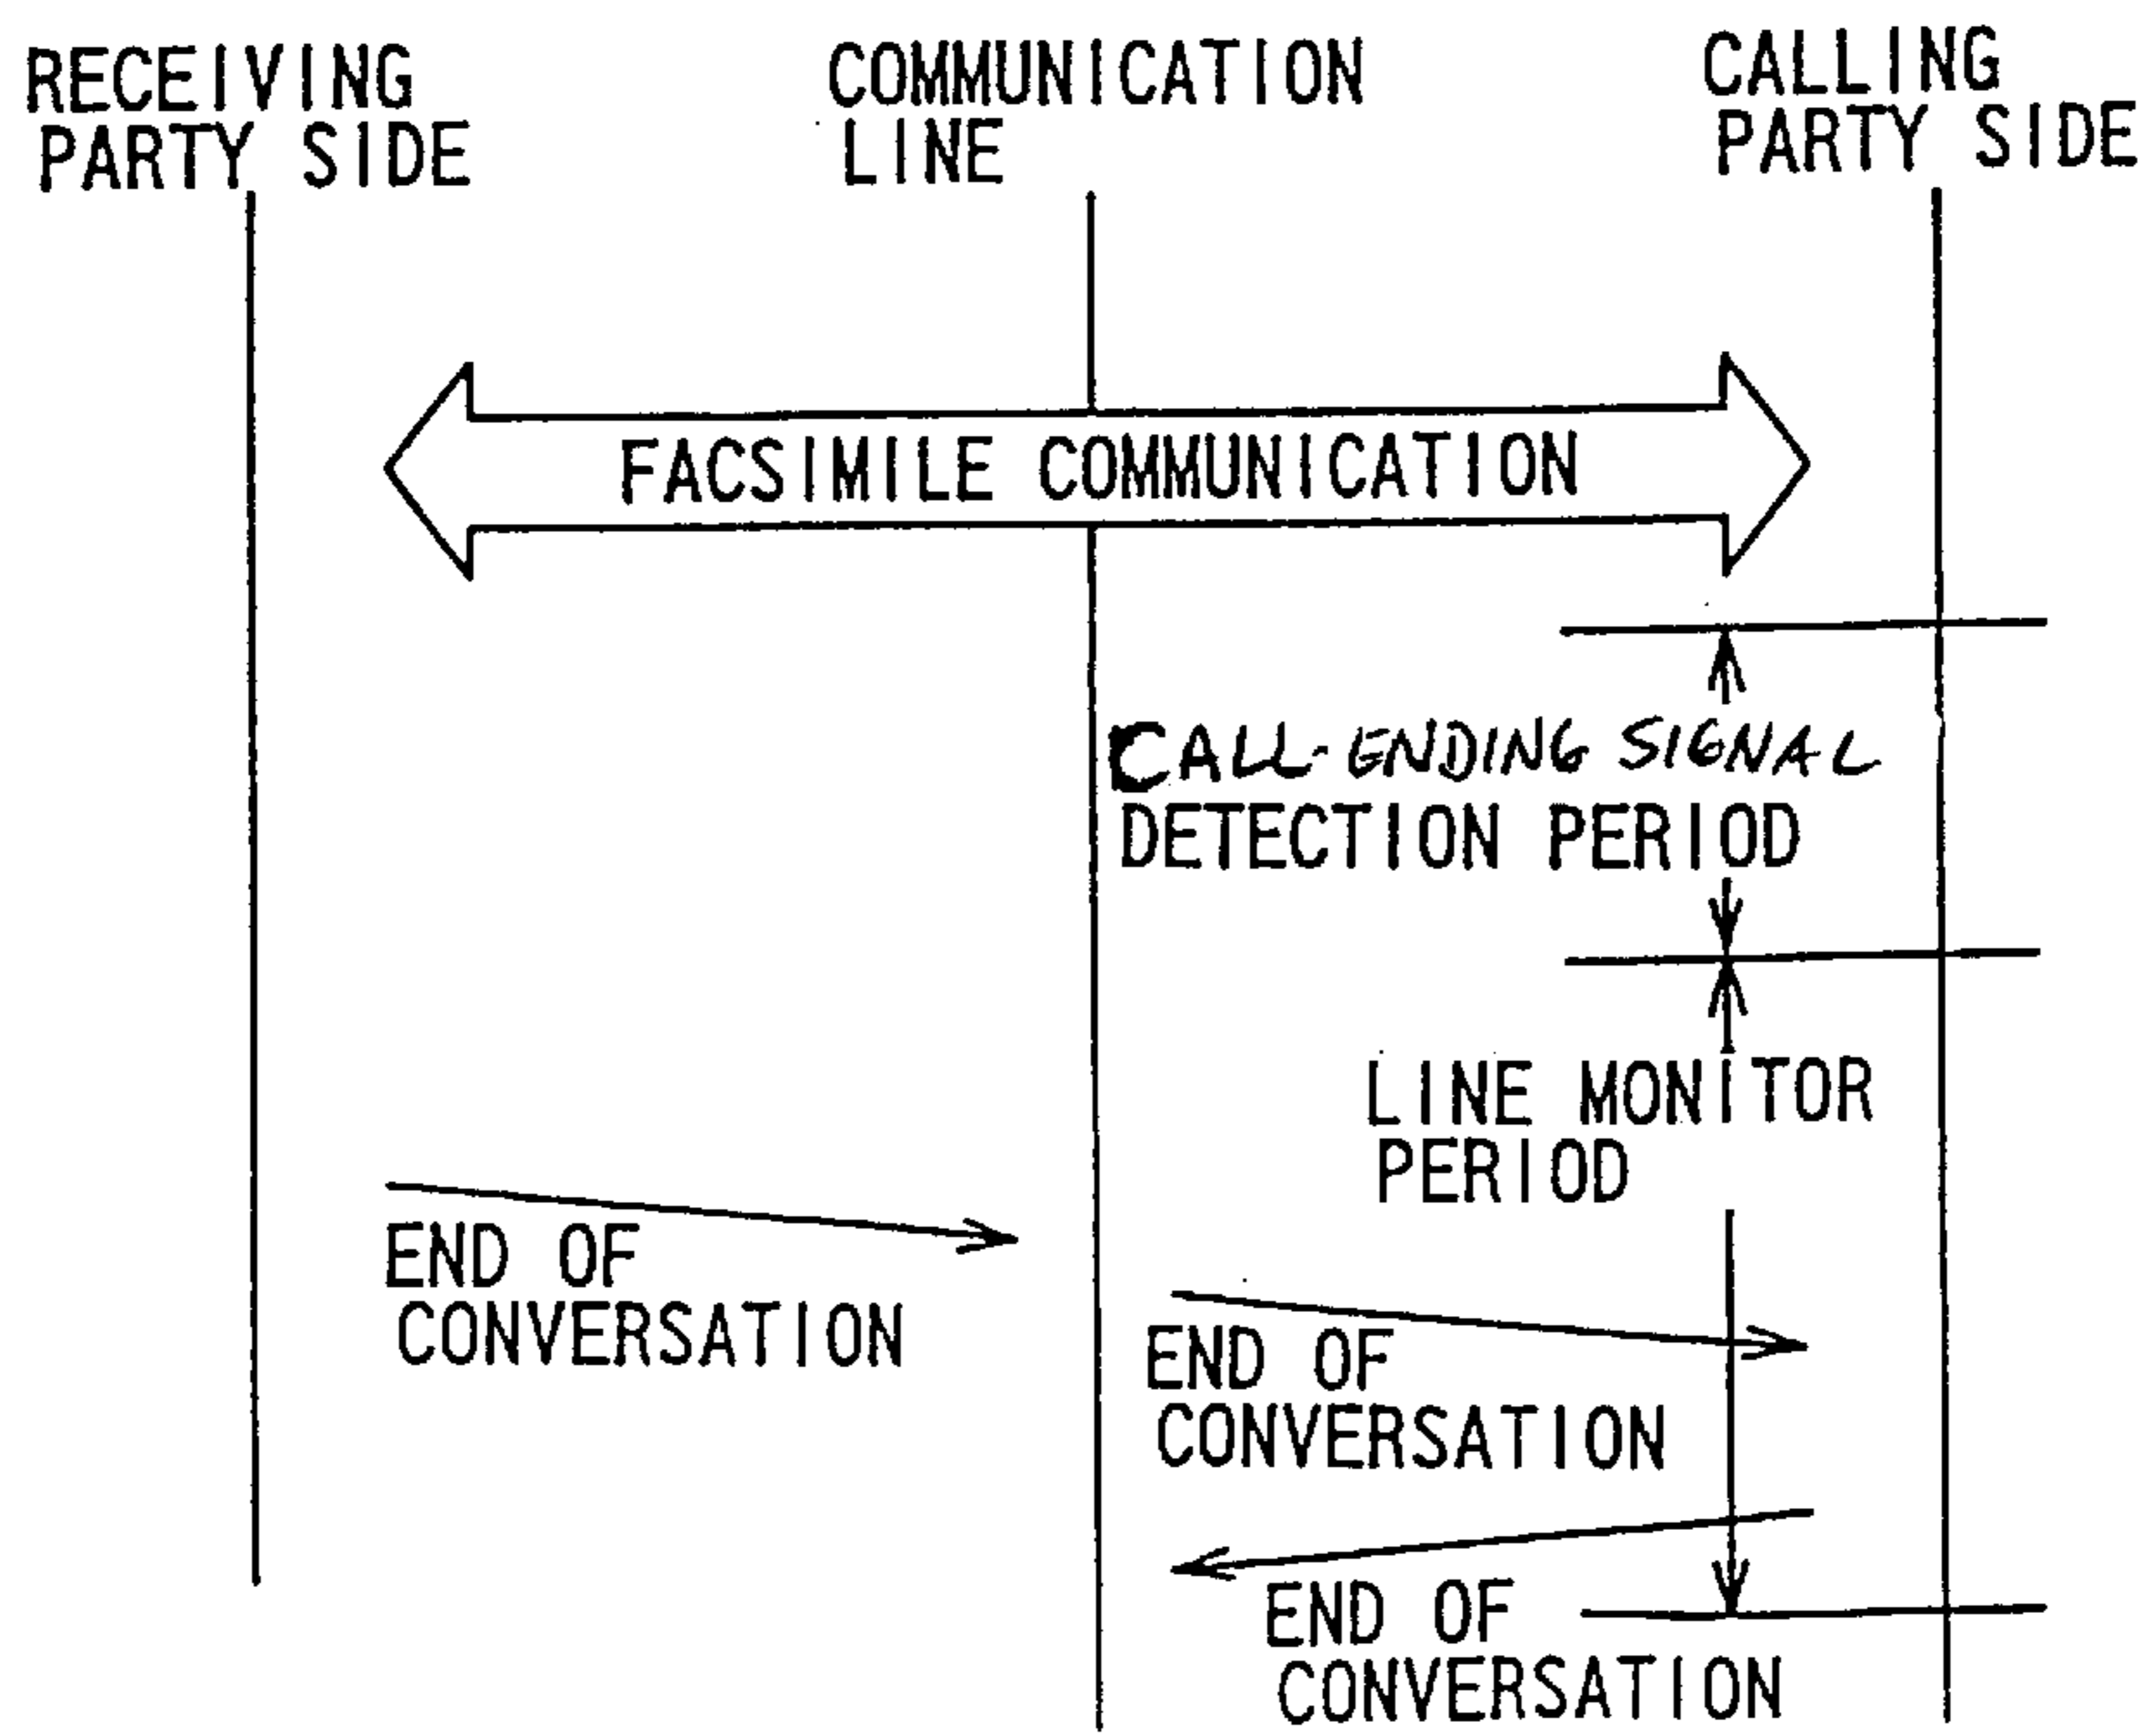 RECEIVING
PARTY SIDE
COMMUNICATION
LINE
CALLING
PARTY SIDE
FACSIMILE COMMUNICATION
CALL-ENDING SIGNAL
DETECTION PERIOD
LINE MONITOR
PERIOD
END OF
CONVERSATION
END OF
CONVERSATION
END OF
CONVERSATION